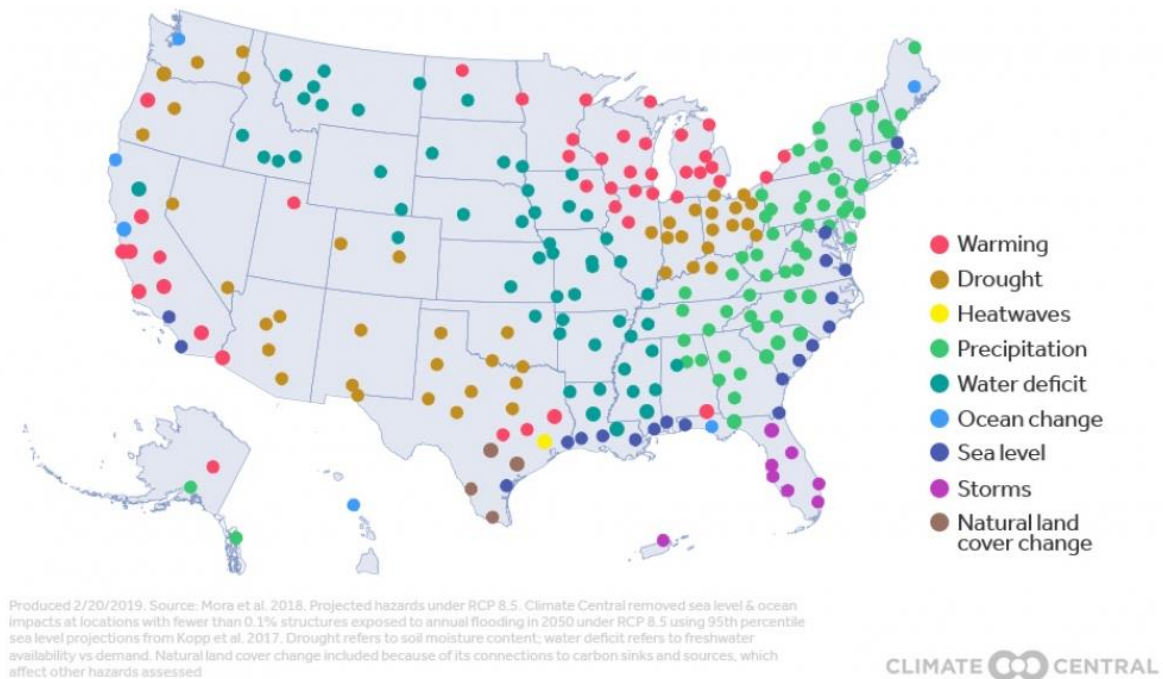 Warming
Drought
Heatwaves
Precipitation
Water deficit
Ocean change
Sea level
Storms
Natural land
cover change
Produced 2/20/2019. Source: Mora et al. 2018. Projected hazards under RCP 8.5. Climate Central removed sea level & ocean
impacts at locations with fewer than 0.1% structures exposed to annual flooding in 2050 under RCP 8.5 using 95th percentile
sea level projections from Kopp et al. 2017. Drought refers to soil moisture content; water deficit refers to freshwater
availability vs demand. Natural land cover change included because of its connections to carbon sinks and sources, which
affect other hazards assessed
CLIMATE CENTRAL